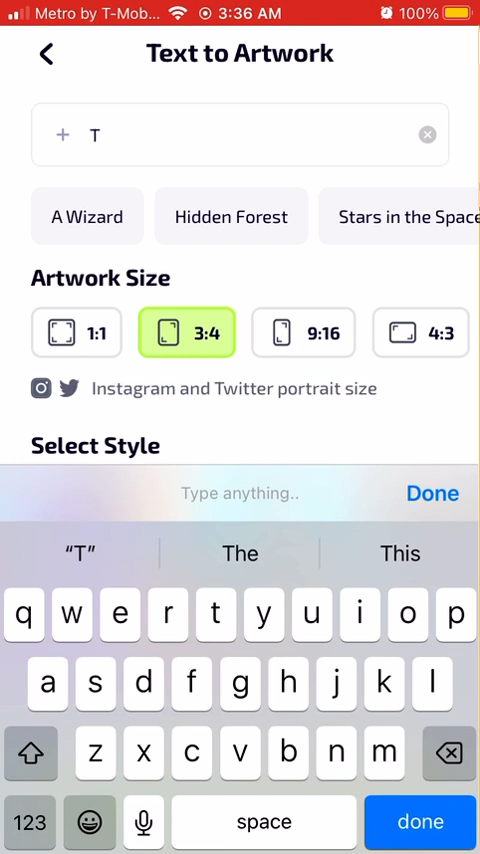 Metro by T-Mob... 3:36 AM 100%
Text to Artwork
+ T
A Wizard Hidden Forest Stars in the Space
Artwork Size
1:1 3:4 9:16 4:3
Instagram and Twitter portrait size
Select Style
Type anything.. Done
“T” The This
q w e r t y u i o p
a s d f g h j k l
z x c v b n m
123 space done